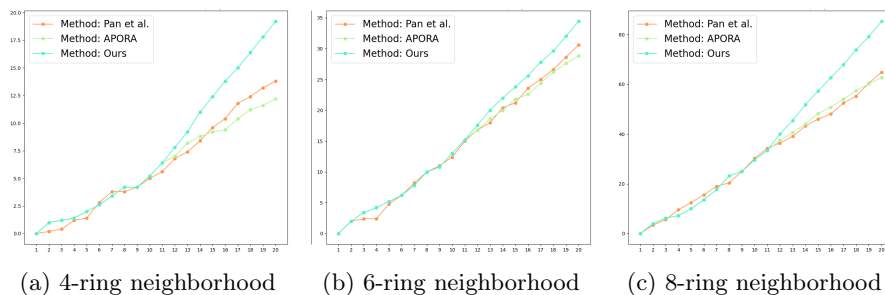 Method: Pan et al.
Method: APORA
Method: Ours
20.0
17.5
15.0
12.5
10.0
7.5
5.0
2.5
0.0
1 2 3 4 5 6 7 8 9 10 11 12 13 14 15 16 17 18 19 20
(a) 4-ring neighborhood
Method: Pan et al.
Method: APORA
Method: Ours
35
30
25
20
15
10
5
0
1 2 3 4 5 6 7 8 9 10 11 12 13 14 15 16 17 18 19 20
(b) 6-ring neighborhood
Method: Pan et al.
Method: APORA
Method: Ours
80
60
40
20
0
1 2 3 4 5 6 7 8 9 10 11 12 13 14 15 16 17 18 19 20
(c) 8-ring neighborhood